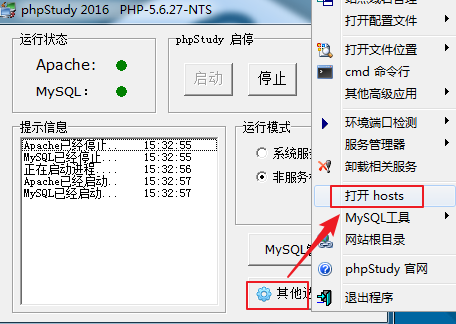 phpStudy 2016 PHP-5.6.27-NTS
运行状态
Apache:
MySQL:
phpStudy 启停
启动
停止
提示信息
Apache已经停止.. 15:32:55
MySQL已经停止... 15:32:55
正在启动进程.... 15:32:56
Apache已经启动.. 15:32:57
MySQL已经启动... 15:32:57
运行模式
系统服
非服务
MySQL
其他
打开配置文件
打开文件位置
cmd 命令行
其他高级应用
环境端口检测
服务管理器
卸载相关服务
打开 hosts
MySQL工具
网站根目录
phpStudy 官网
退出程序